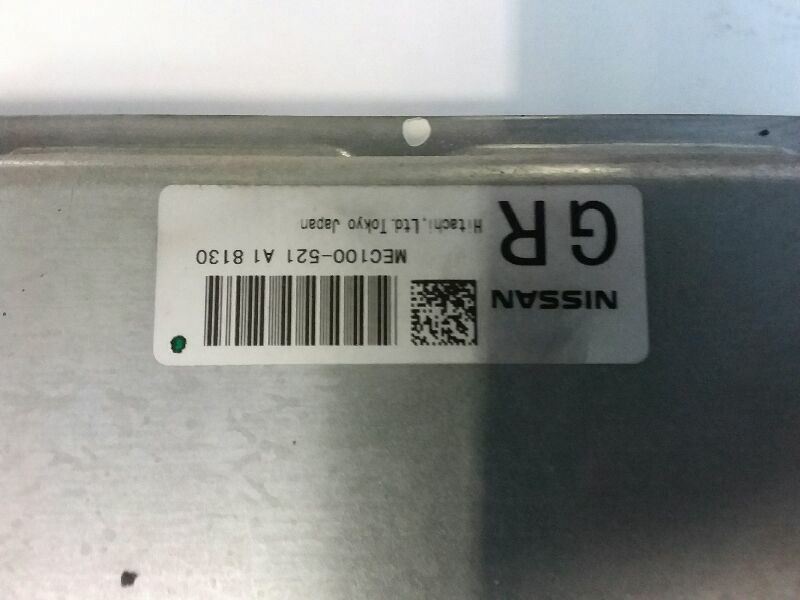 NISSAN
MEC100-521 A1 8130
GR
Hitachi,Ltd.Tokyo Japan